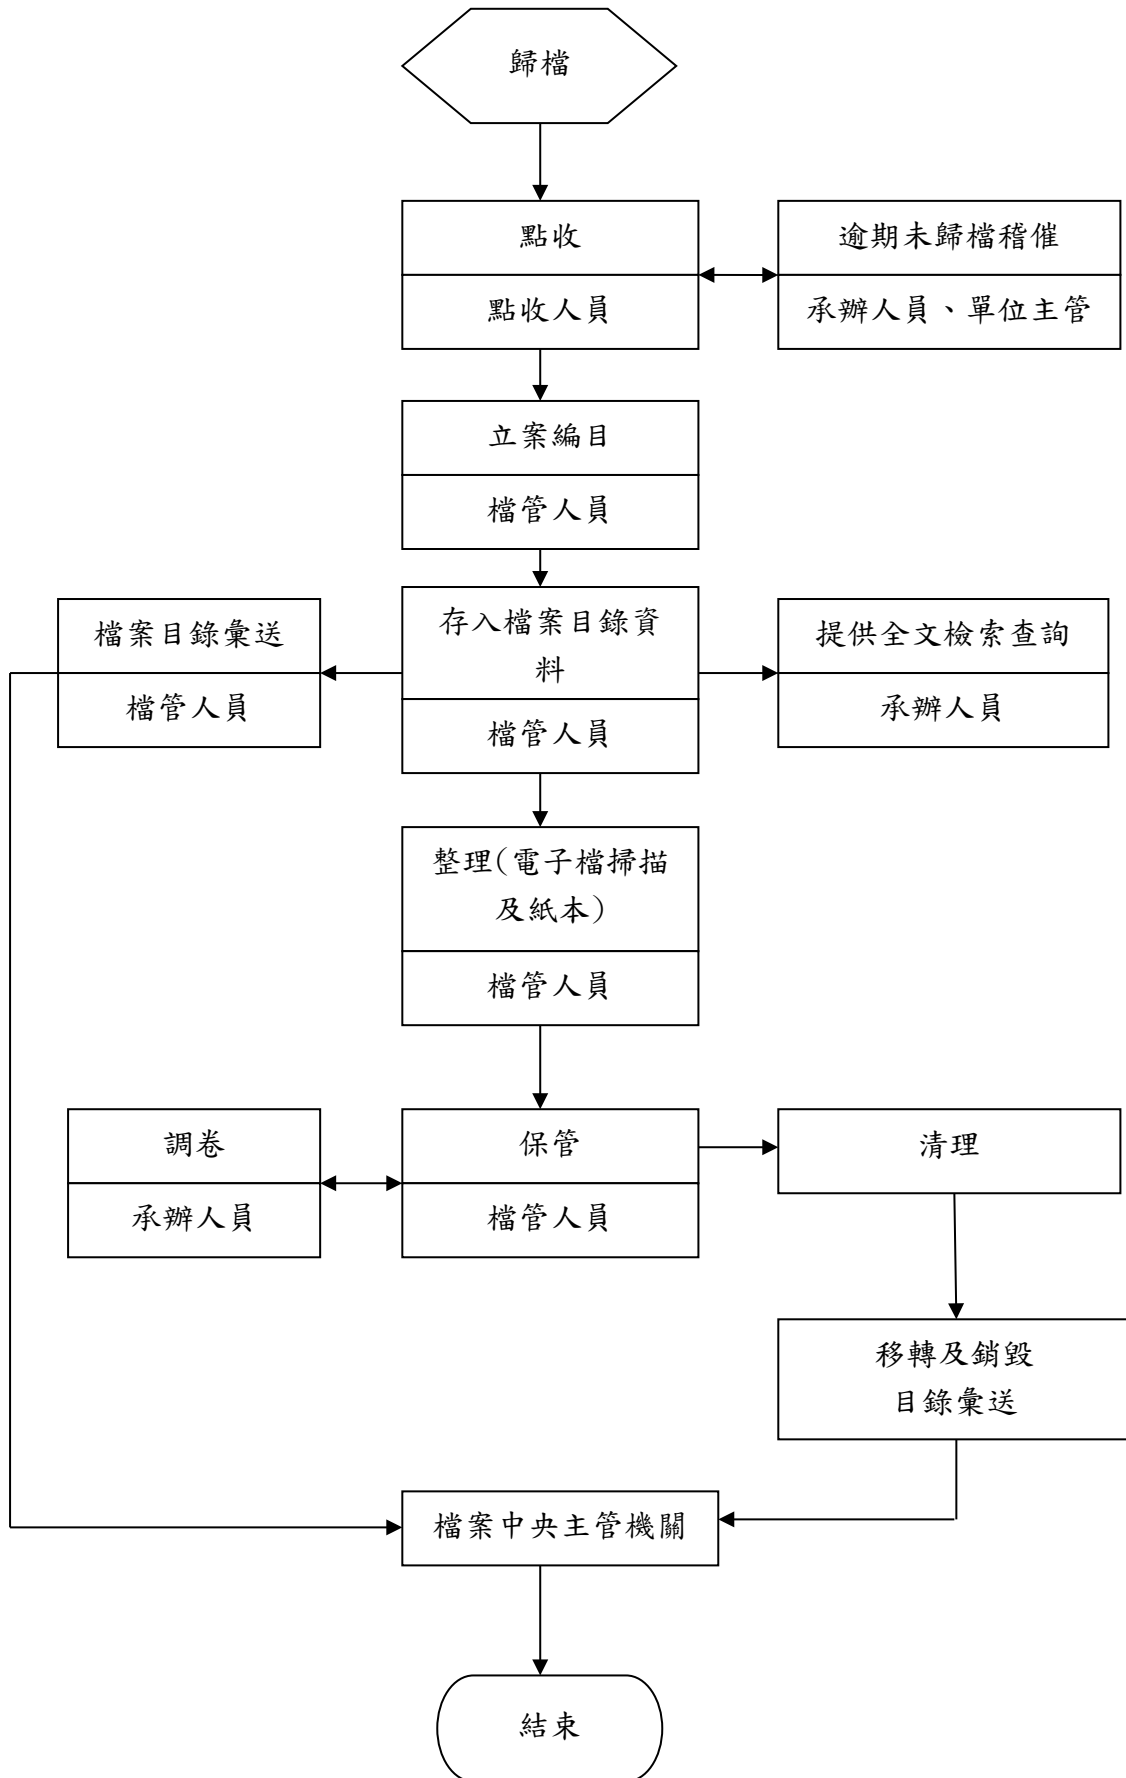 歸檔
點收
點收人員
逾期未歸檔稽催
承辦人員、單位主管
立案編目
檔管人員
檔案目錄彙送
檔管人員
存入檔案目錄資
料
檔管人員
提供全文檢索查詢
承辦人員
整理(電子檔掃描
及紙本)
檔管人員
調卷
承辦人員
保管
檔管人員
清理
移轉及銷毀
目錄彙送
檔案中央主管機關
結束